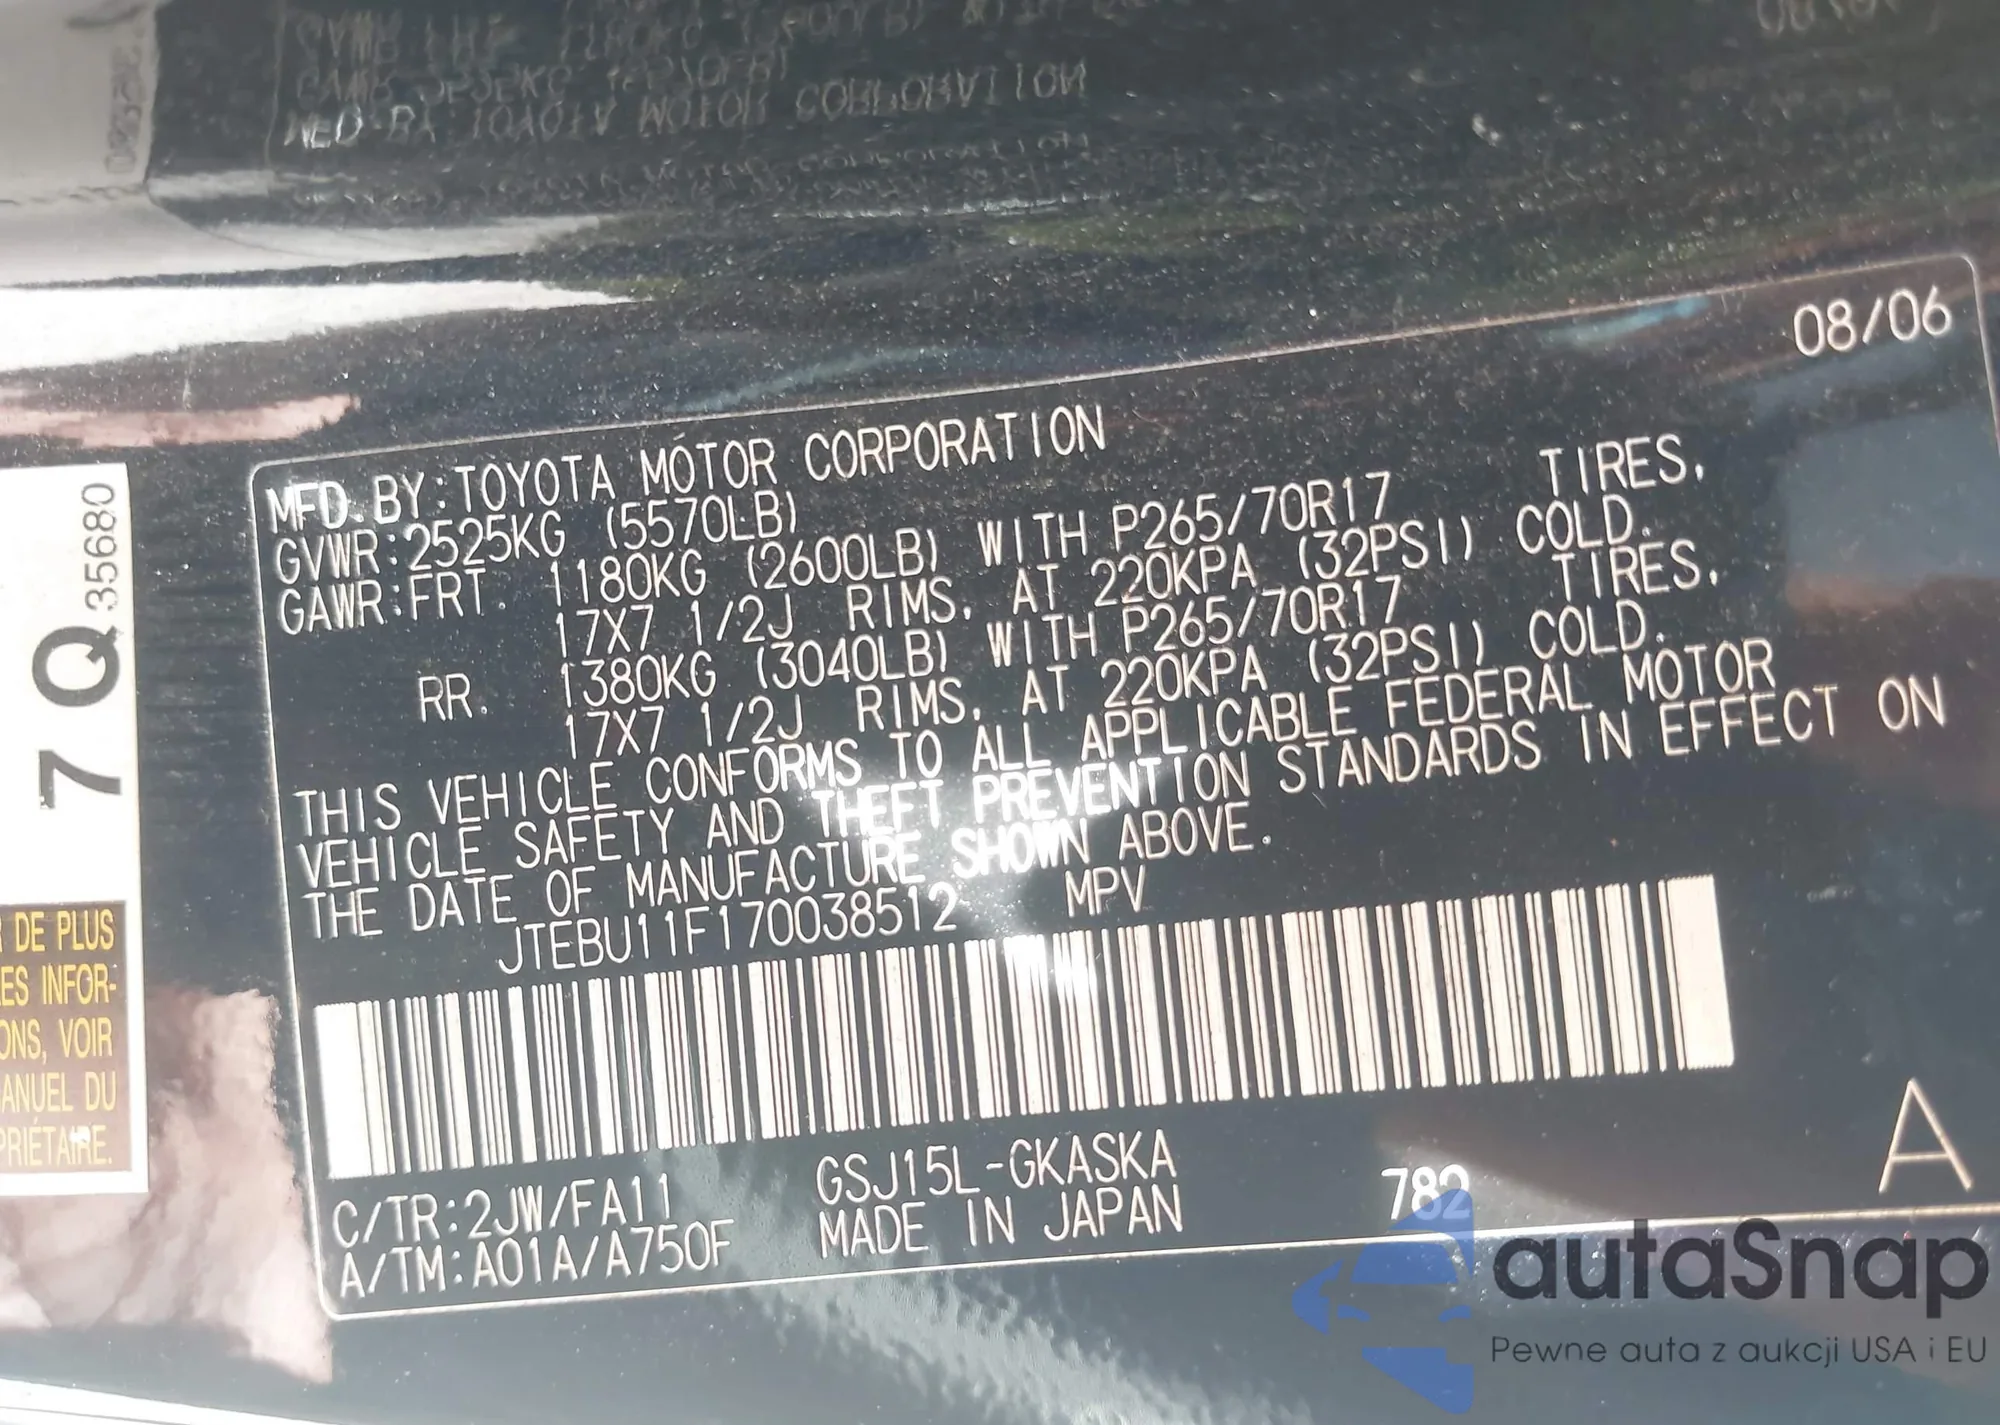 08/06
MFD. BY:TOYOTA MOTOR CORPORATION
GVWR:2525KG (5570LB)
GAWR:FRT. 1180KG (2600LB) WITH P265/70R17 TIRES,
17X7 1/2J RIMS, AT 220KPA (32PSI) COLD.
RR. 1380KG (3040LB) WITH P265/70R17 TIRES,
17X7 1/2J RIMS, AT 220KPA (32PSI) COLD.
THIS VEHICLE CONFORMS TO ALL APPLICABLE FEDERAL MOTOR
VEHICLE SAFETY AND THEFT PREVENTION STANDARDS IN EFFECT ON
THE DATE OF MANUFACTURE SHOWN ABOVE.
JTEBU11F170038512 MPV
C/TR:2JW/FA11 GSJ15L-GKASKA 782 A
A/TM:A01A/A750F MADE IN JAPAN
7 Q 35680
DE PLUS
ES INFOR-
ONS, VOIR
ANUEL DU
PRIÉTAIRE.
autaSnap
Pewne auta z aukcji USA i EU